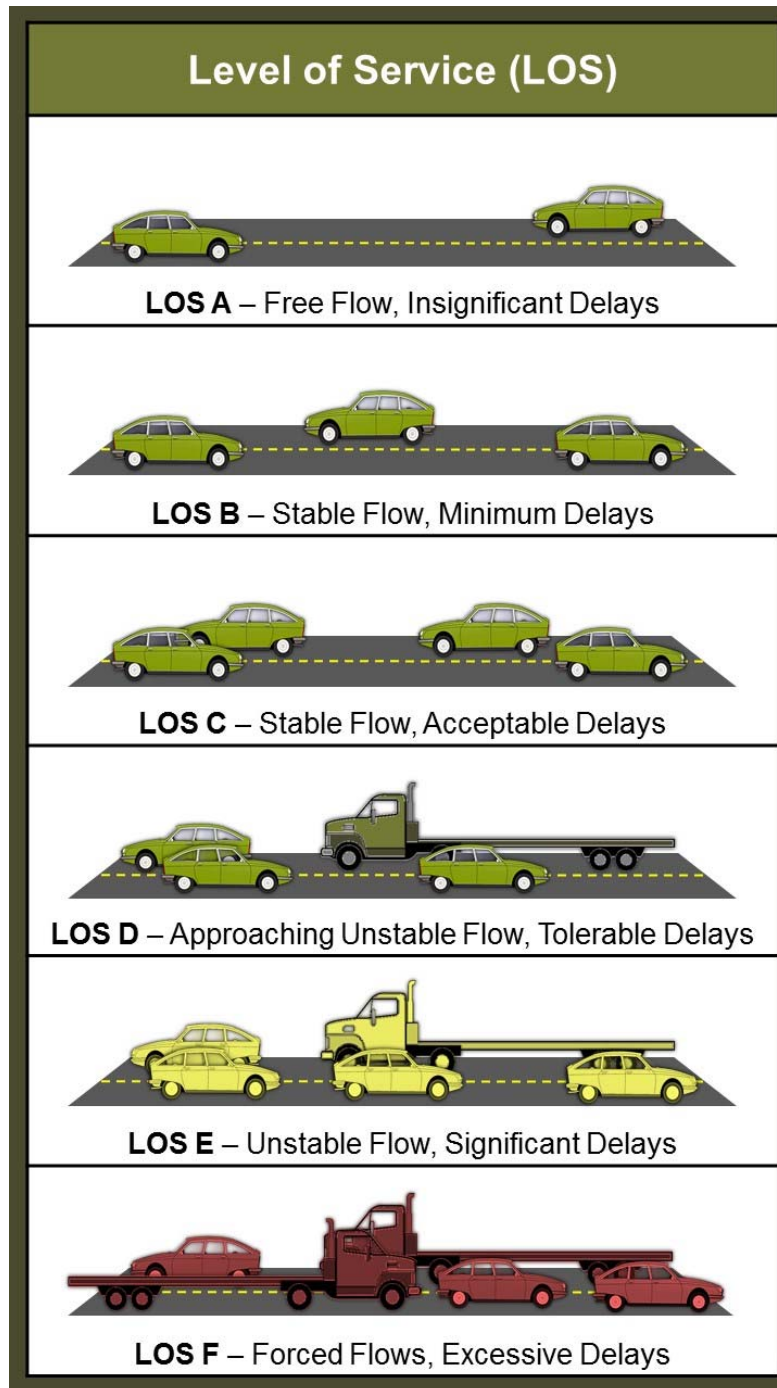 Level of Service (LOS)
LOS A – Free Flow, Insignificant Delays
LOS B – Stable Flow, Minimum Delays
LOS C – Stable Flow, Acceptable Delays
LOS D – Approaching Unstable Flow, Tolerable Delays
LOS E – Unstable Flow, Significant Delays
LOS F – Forced Flows, Excessive Delays